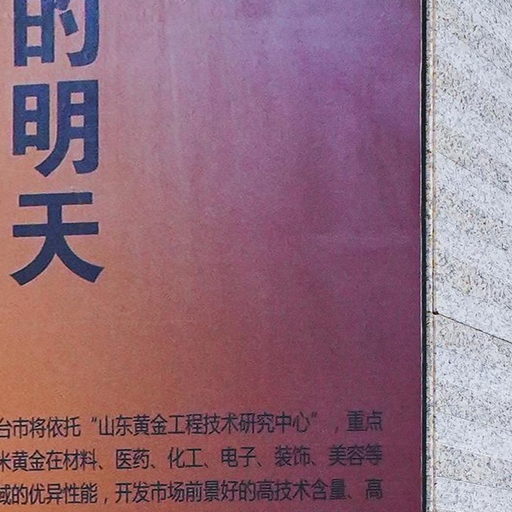 的明天
台市将依托“山东黄金工程技术研究中心”，重点
米黄金在材料、医药、化工、电子、装饰、美容等
域的优异性能，开发市场前景好的高技术含量、高